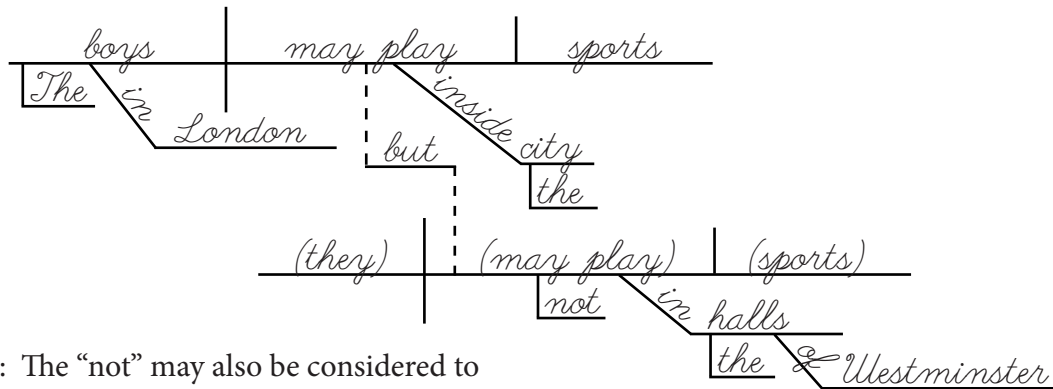 boys may play sports
The in London
inside
but city
the
(they) (may play) (sports)
not in halls
the of Westminster
: The “not” may also be considered to